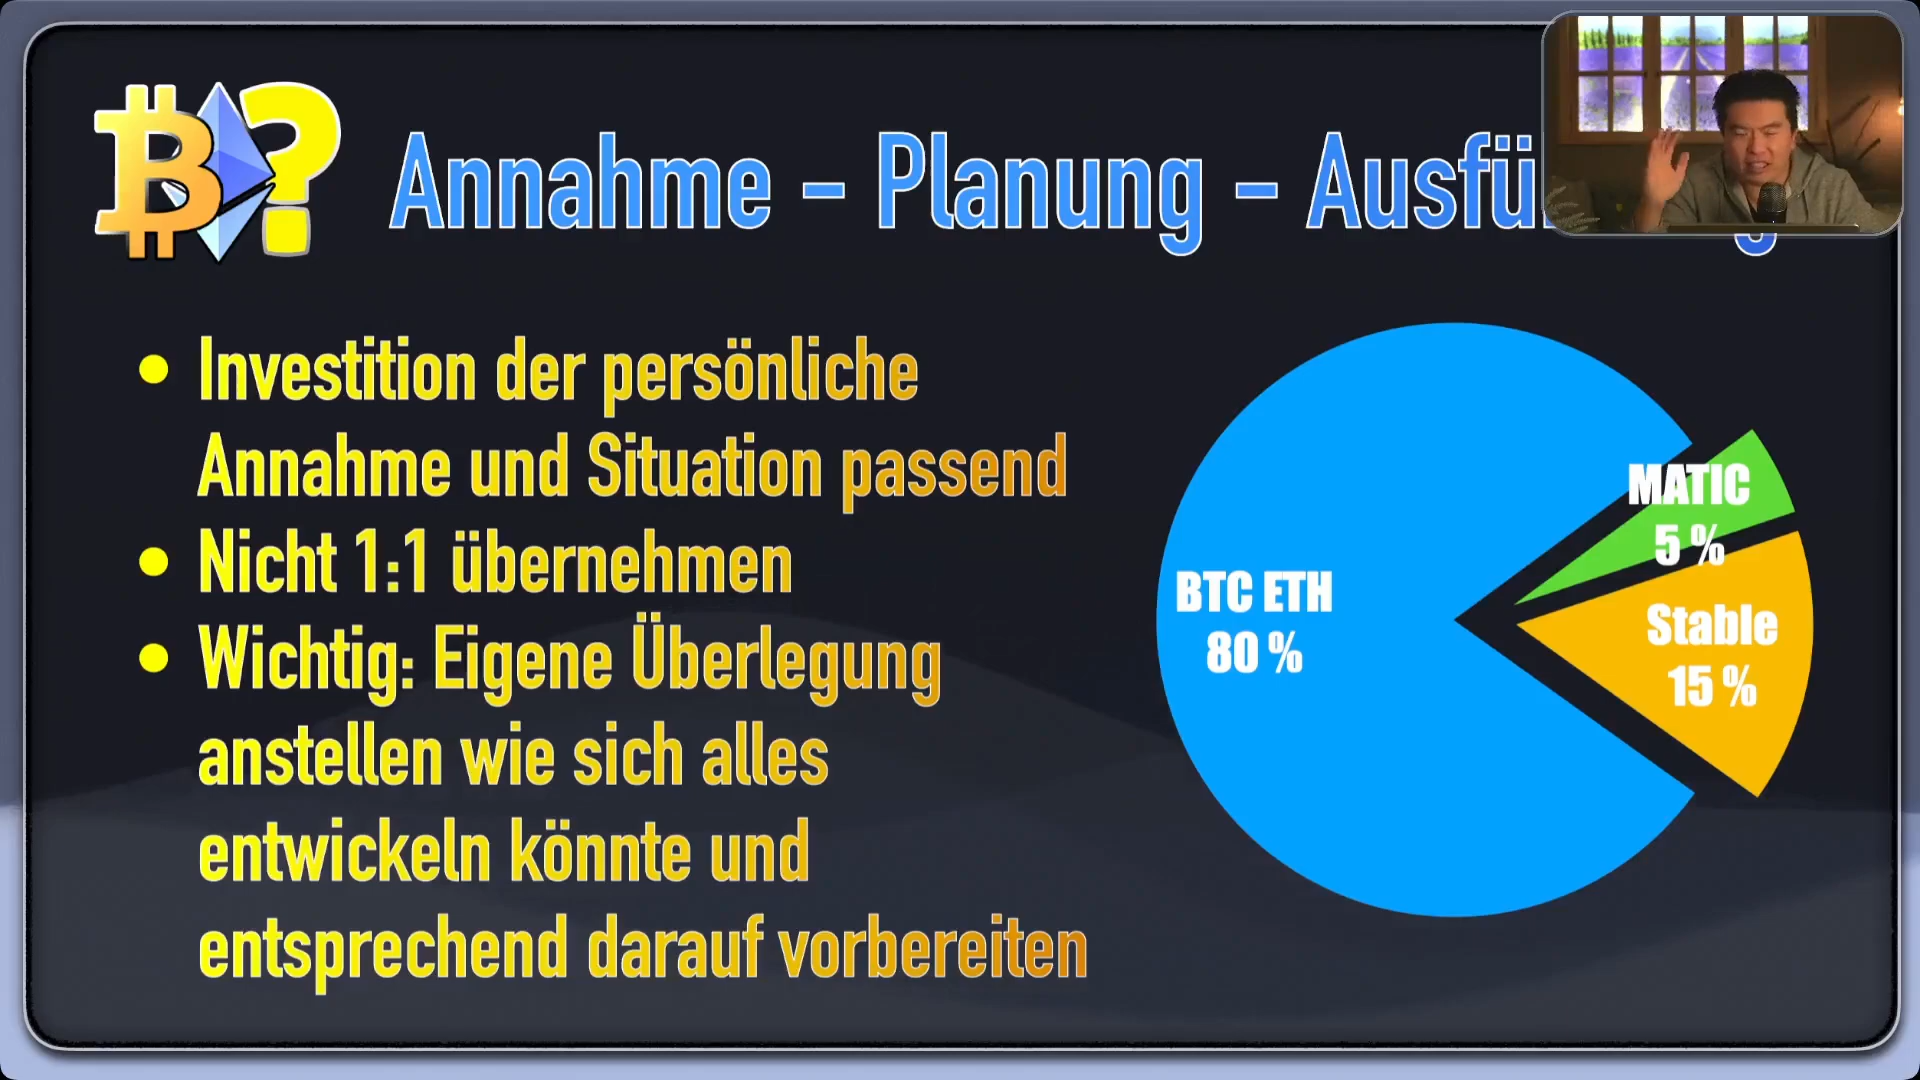 Annahme – Planung –
Investition der persönliche
Annahme und Situation passend
Nicht 1:1 übernehmen
Wichtig: Eigene Überlegung
anstellen wie sich alles
entwickeln könnte und
entsprechend darauf vorbereiten
BTC ETH
80 %
MATIC
5 %
Stable
15 %